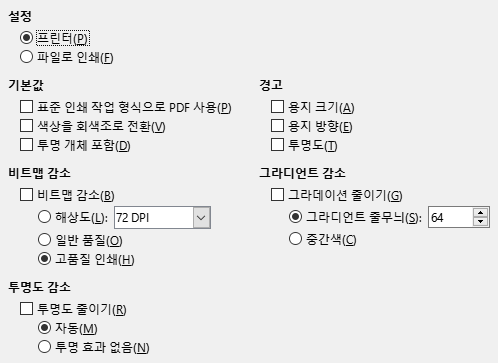 설정
프린터(P)
파일로 인쇄(F)
기본값
표준 인쇄 작업 형식으로 PDF 사용(P)
색상을 회색조로 전환(V)
투명 개체 포함(D)
경고
용지 크기(A)
용지 방향(E)
투명도(T)
비트맵 감소
비트맵 감소(B)
해상도(L): 72 DPI
일반 품질(O)
고품질 인쇄(H)
그라디언트 감소
그라데이션 줄이기(G)
그라디언트 줄무늬(S): 64
중간색(C)
투명도 감소
투명도 줄이기(R)
자동(M)
투명 효과 없음(N)